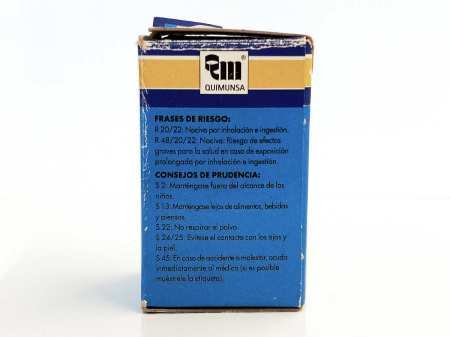 QUIMUNSA
FRASES DE RIESGO:
R 20/22: Nocivo por inhalación e ingestión.
R 48/20/22: Nocivo: Riesgo de efectos
graves para la salud en caso de exposición
prolongada por inhalación e ingestión.
CONSEJOS DE PRUDENCIA:
S 2: Manténgase fuera del alcance de los
niños.
S 13: Manténgase lejos de alimentos, bebidas
y piensos.
S 22: No respirar el polvo.
S 24/25: Evítese el contacto con los ojos y
la piel.
S 45: En caso de accidente o malestar, acuda
inmediatamente al médico (si es posible
muéstrele la etiqueta).